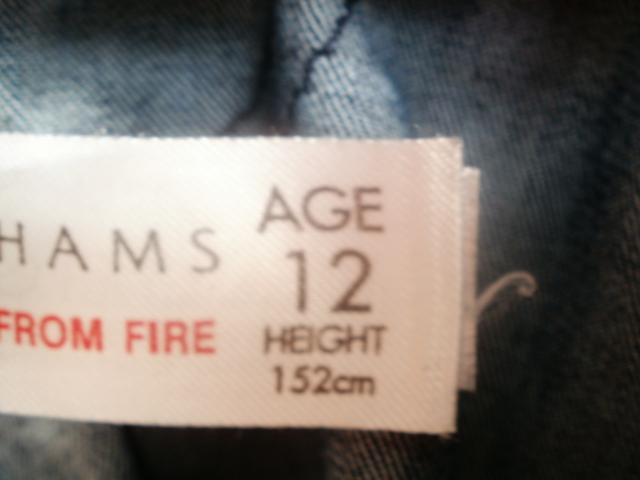 HAMS
FROM FIRE
AGE
12
HEIGHT
152cm